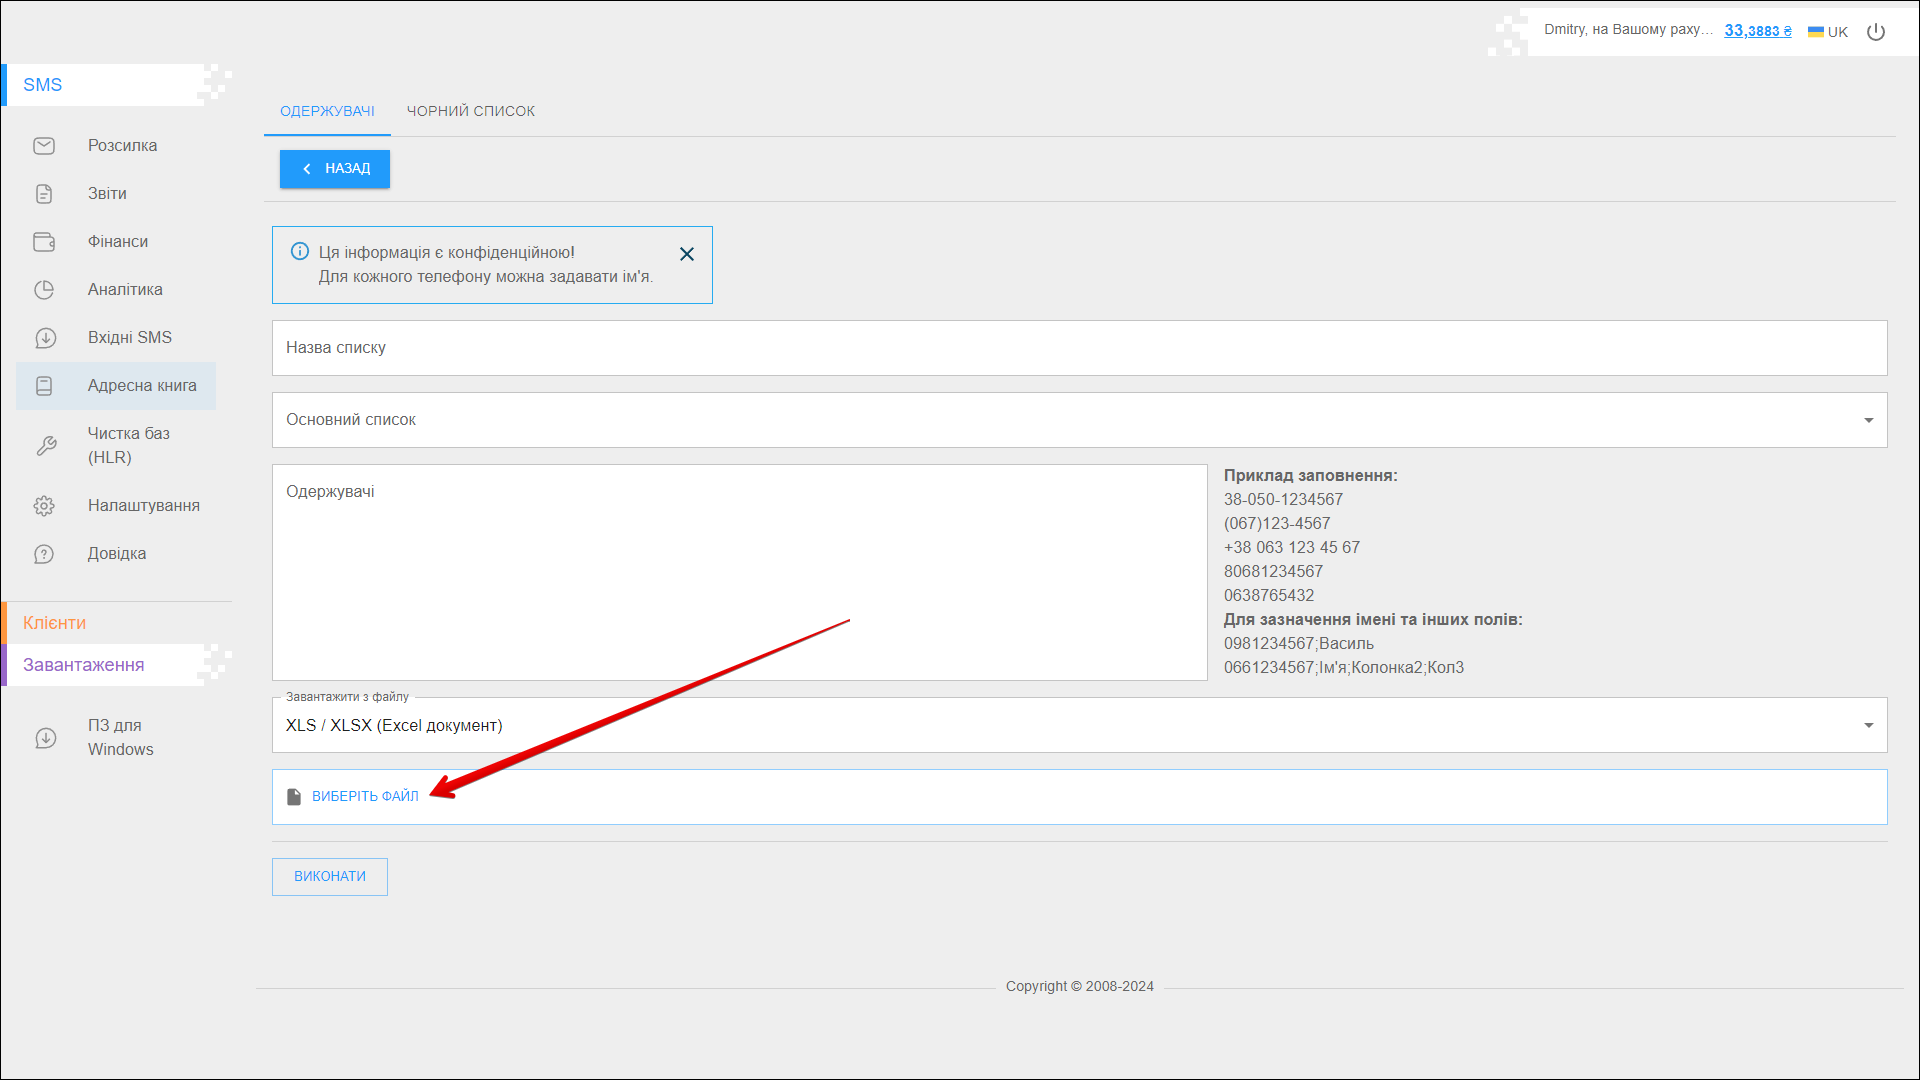 Dmitry, на Вашому раху... 33,3883 ₴ UK
SMS
Розсилка
Звіти
Фінанси
Аналітика
Вхідні SMS
Адресна книга
Чистка баз
(HLR)
Налаштування
Довідка
Клієнти
Завантаження
ПЗ для
Windows
ОДЕРЖУВАЧІ ЧОРНИЙ СПИСОК
НАЗАД
Ця інформація є конфіденційною!
Для кожного телефону можна задавати ім'я.
Назва списку
Основний список
Одержувачі
Приклад заповнення:
38-050-1234567
(067)123-4567
+38 063 123 45 67
80681234567
0638765432
Для зазначення імені та інших полів:
0981234567;Василь
0661234567;Ім'я;Колонка2;Кол3
Завантажити з файлу
XLS / XLSX (Excel документ)
ВИБЕРІТЬ ФАЙЛ
ВИКОНАТИ
Copyright © 2008-2024